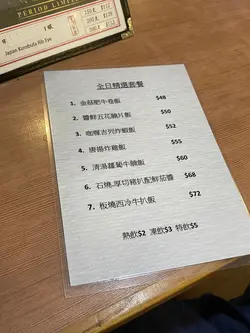 PERIOD LIMITED
Japan Kurobuta Rib Eye
全日精選套餐
1. 金菇肥牛卷飯 $48
2. 醬鮮五花腩片飯 $50
3. 咖喱吉列炸蝦飯 $52
4. 唐揚炸雞飯 $55
5. 清湯蘿蔔牛腩飯 $60
6. 石燒.厚切豬扒配鮮茄醬 $68
7. 板燒西冷牛扒飯 $72
熱飲$2 凍飲$3 特飲$5